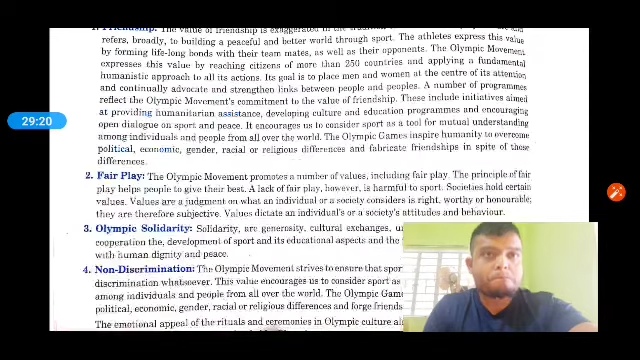 1. Friendship: The value of friendship is exaggerated in the
refers, broadly, to building a peaceful and better world through sport. The athletes express this value
by forming life-long bonds with their team mates, as well as their opponents. The Olympic Movement
expresses this value by reaching citizens of more than 250 countries and applying a fundamental
humanistic approach to all its actions. Its goal is to place men and women at the centre of its attention
and continually advocate and strengthen links between people and peoples. A number of programmes
reflect the Olympic Movement's commitment to the value of friendship. These include initiatives aimed
at providing humanitarian assistance, developing culture and education programmes and encouraging
open dialogue on sport and peace. It encourages us to consider sport as a tool for mutual understanding
among individuals and people from all over the world. The Olympic Games inspire humanity to overcome
political, economic, gender, racial or religious differences and fabricate friendships in spite of those
differences.
29:20
2. Fair Play: The Olympic Movement promotes a number of values, including fair play. The principle of fair
play helps people to give their best. A lack of fair play, however, is harmful to sport. Societies hold certain
values. Values are a judgment on what an individual or a society considers is right, worthy or honourable;
they are therefore subjective. Values dictate an individual's or a society's attitudes and behaviour.
3. Olympic Solidarity: Solidarity, are generosity, cultural exchanges,
cooperation the, development of sport and its educational aspects and the
with human dignity and peace.
4. Non-Discrimination: The Olympic Movement strives to ensure that
discrimination whatsoever. This value encourages us to consider sport as
among individuals and people from all over the world. The Olympic
political, economic, gender, racial or religious differences and forge
The emotional appeal of the rituals and ceremonies in Olympic culture